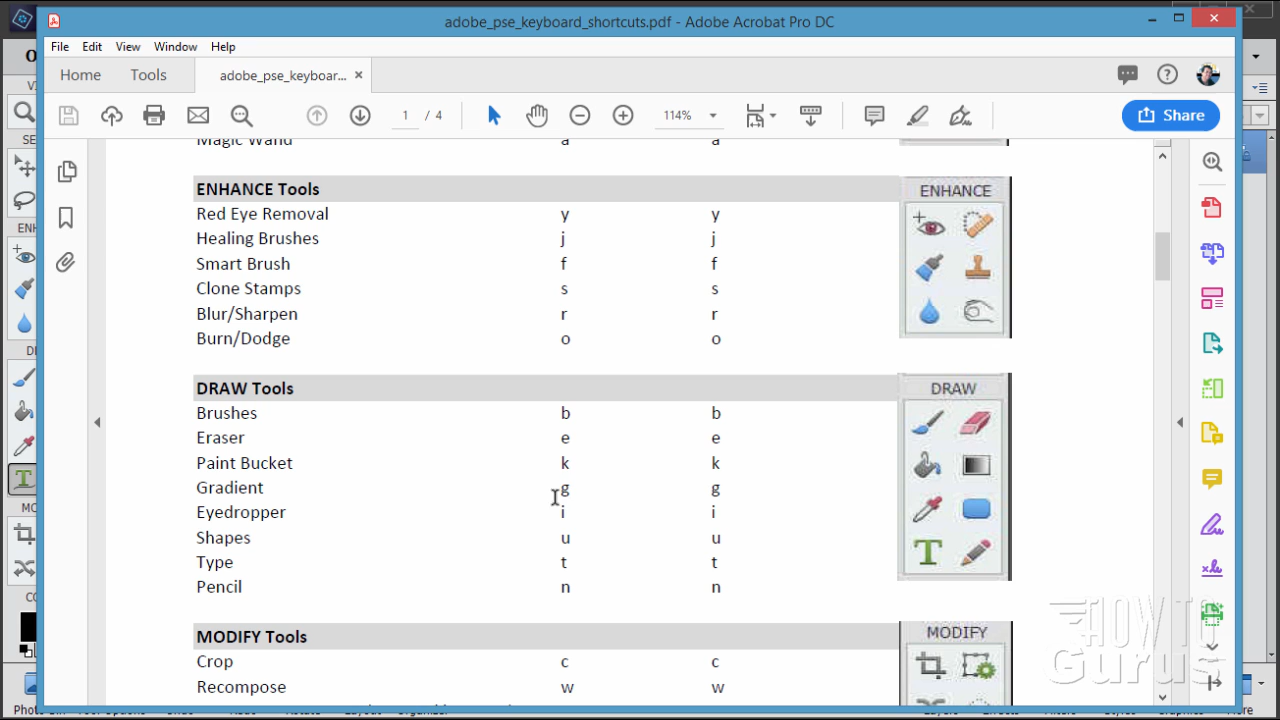 adobe_pse_keyboard_shortcuts.pdf - Adobe Acrobat Pro DC
File Edit View Window Help
Home Tools adobe_pse_keyboar... ×
1 / 4 114% Share
Magic Wand a a
ENHANCE Tools ENHANCE
Red Eye Removal y y
Healing Brushes j j
Smart Brush f f
Clone Stamps s s
Blur/Sharpen r r
Burn/Dodge o o
DRAW Tools DRAW
Brushes b b
Eraser e e
Paint Bucket k k
Gradient g g
Eyedropper i i
Shapes u u
Type t t
Pencil n n
MODIFY Tools MODIFY
Crop c c
Recompose w w
HOW TO
Gurus